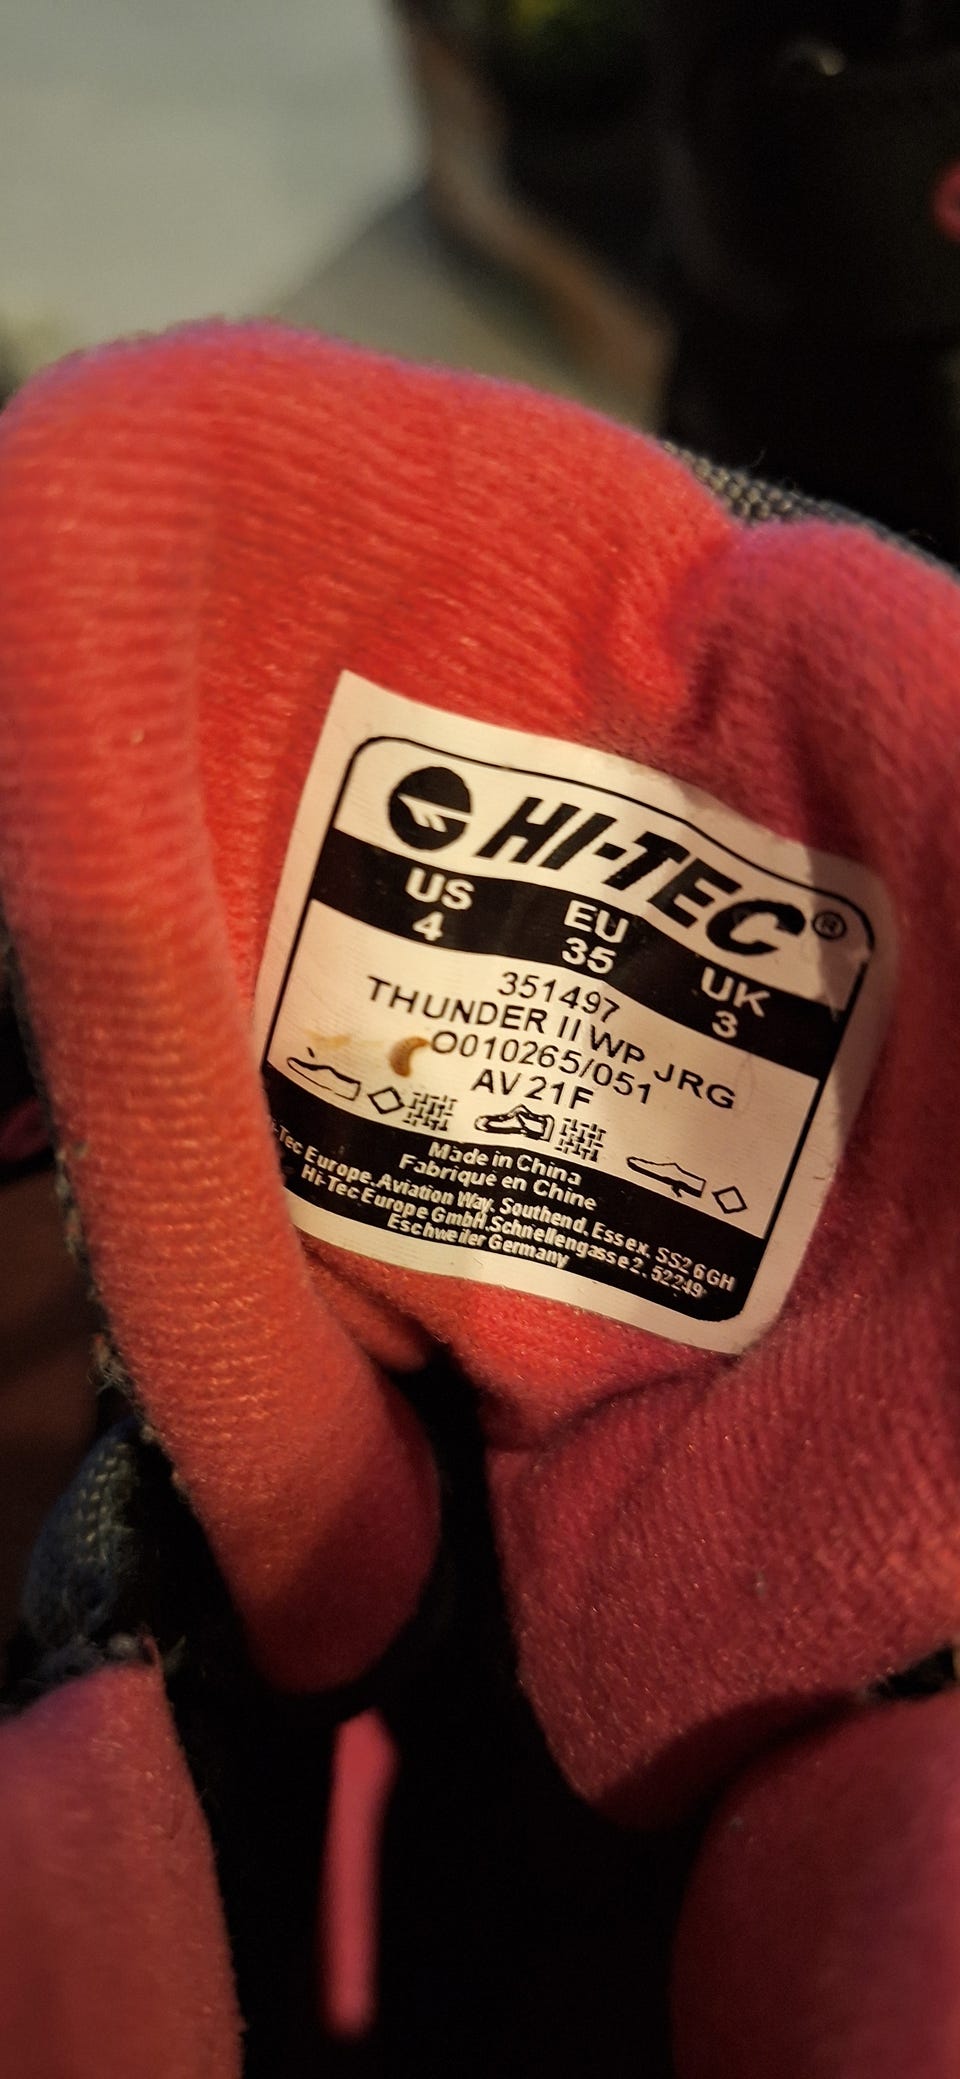 HI-TEC®
US EU UK
4 35 3
351497
THUNDER II WP JRG
O010265/051
AV21F
Made in China
Fabriqué en Chine
Hi-Tec Europe. Aviation Way, Southend, Essex, SS2 6GH
Hi-Tec Europe GmbH. Schnellengasse 2, 52249
Eschweiler Germany